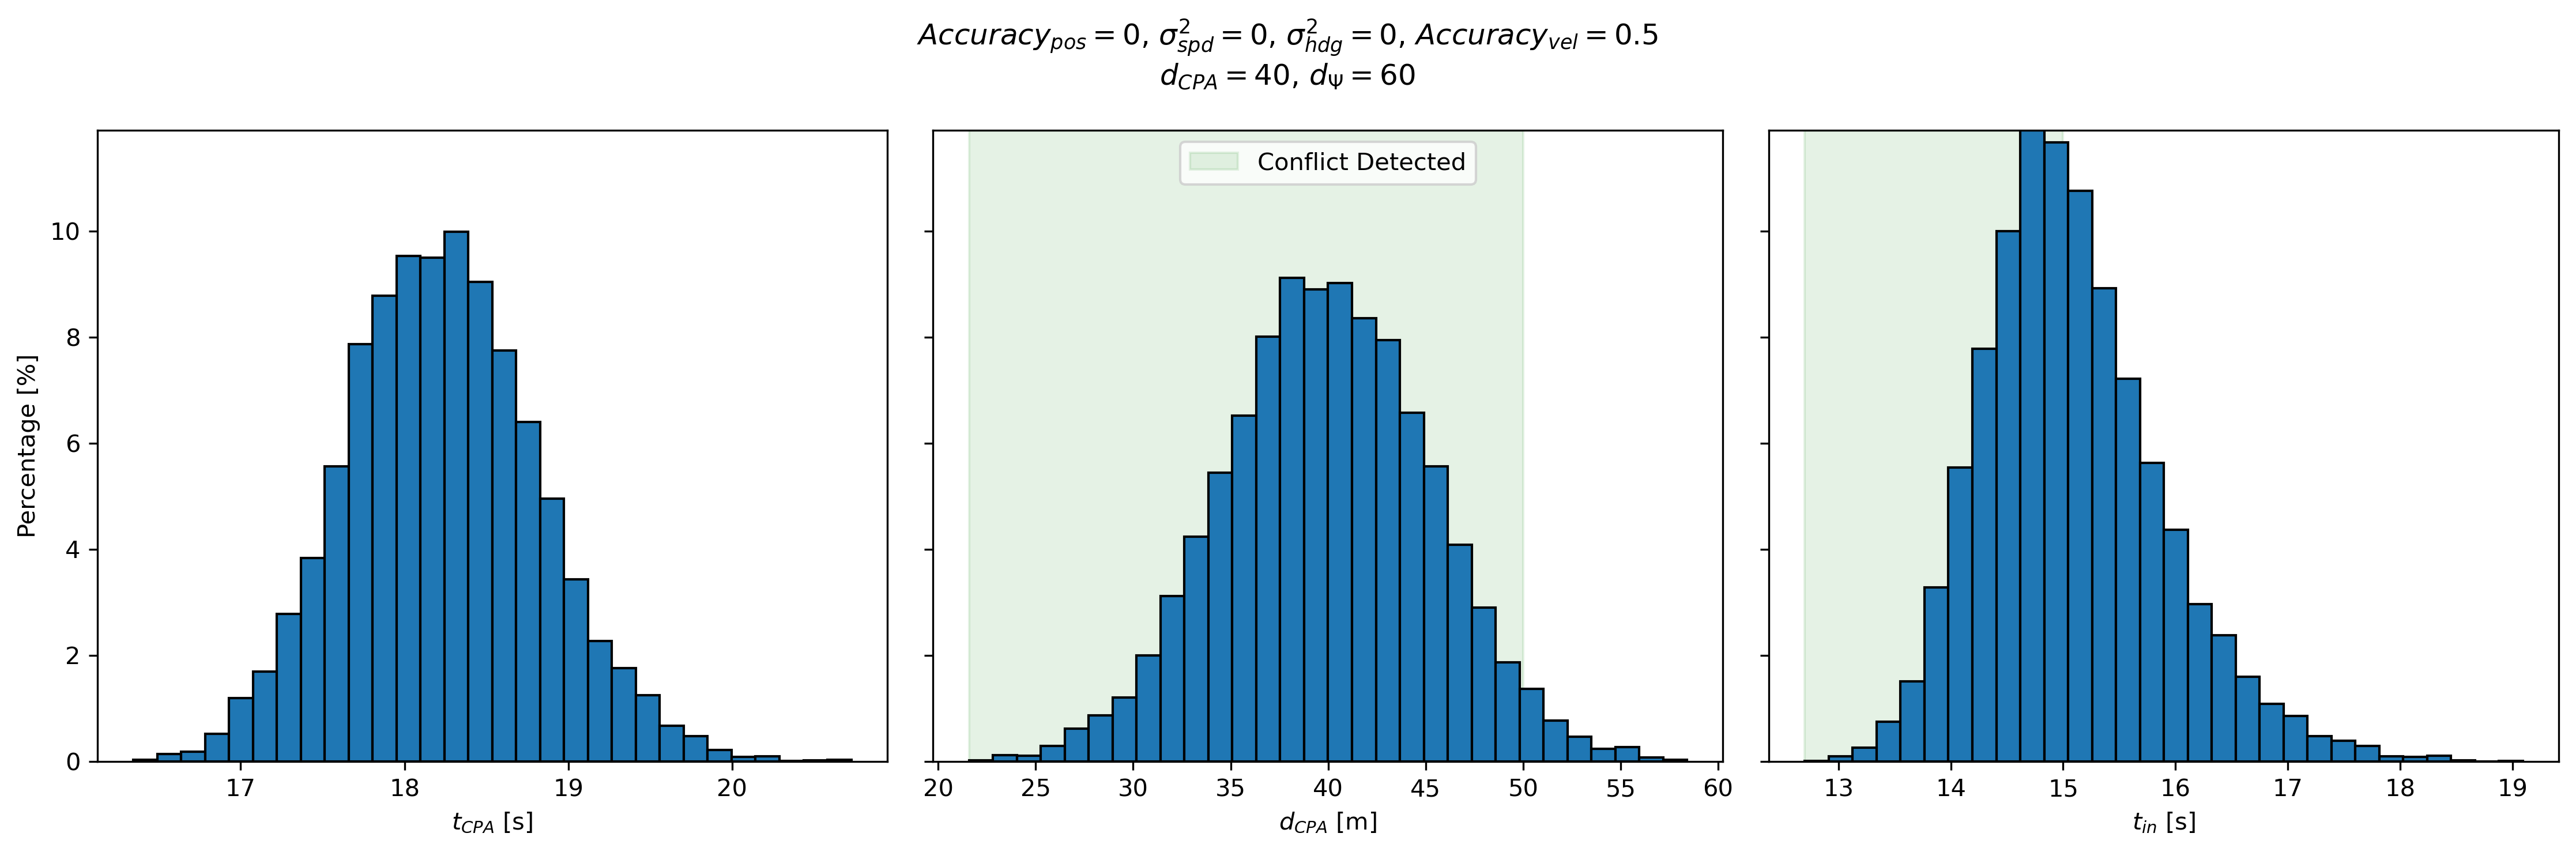 Accuracy_pos = 0, σ²_spd = 0, σ²_hdg = 0, Accuracy_vel = 0.5
d_CPA = 40, d_Ψ = 60
Percentage [%]
10
8
6
4
2
0
17 18 19 20
t_CPA [s]
Conflict Detected
20 25 30 35 40 45 50 55 60
d_CPA [m]
13 14 15 16 17 18 19
t_in [s]